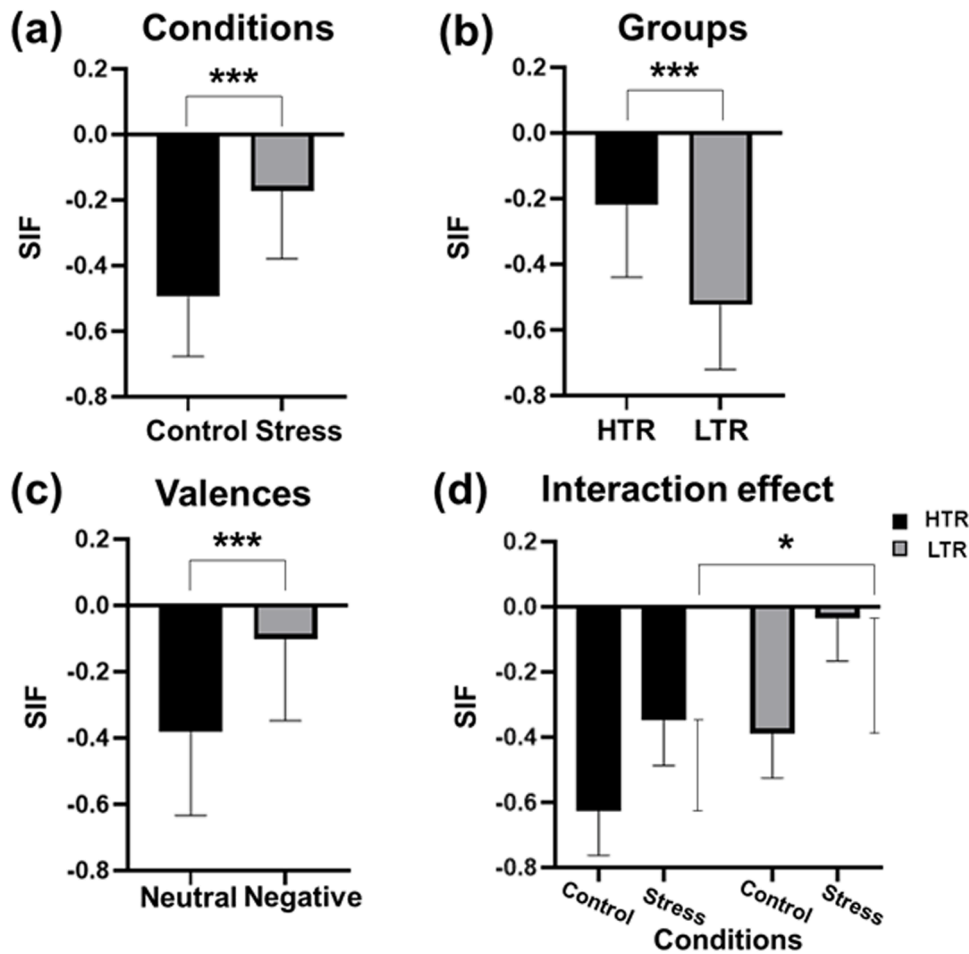 (a) Conditions
***
0.2
0.0
-0.2
-0.4
-0.6
-0.8
SIF
Control Stress
(b) Groups
***
0.2
0.0
-0.2
-0.4
-0.6
-0.8
SIF
HTR LTR
(c) Valences
***
0.2
0.0
-0.2
-0.4
-0.6
-0.8
SIF
Neutral Negative
(d) Interaction effect
HTR
LTR
*
0.2
0.0
-0.2
-0.4
-0.6
-0.8
SIF
Control Stress Control Stress
Conditions